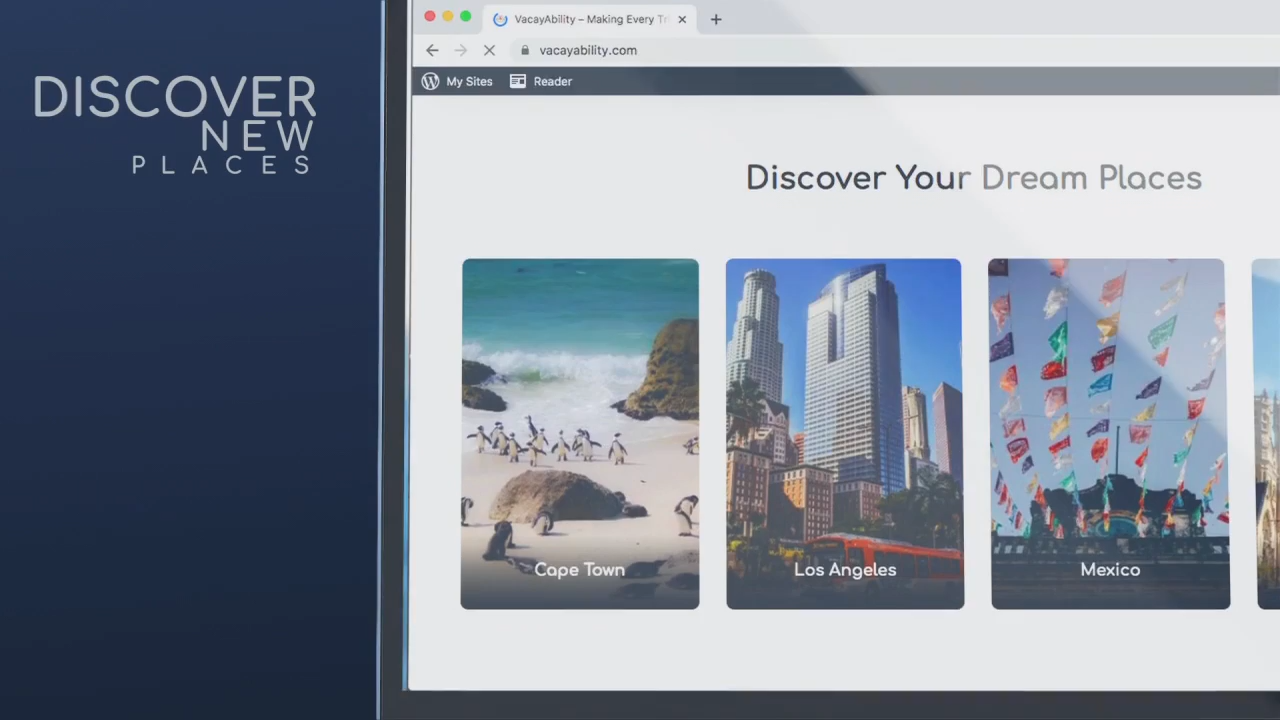 DISCOVER
NEW
PLACES
VacayAbility – Making Every Tr
vacayability.com
My Sites
Reader
Discover Your Dream Places
Cape Town
Los Angeles
Mexico